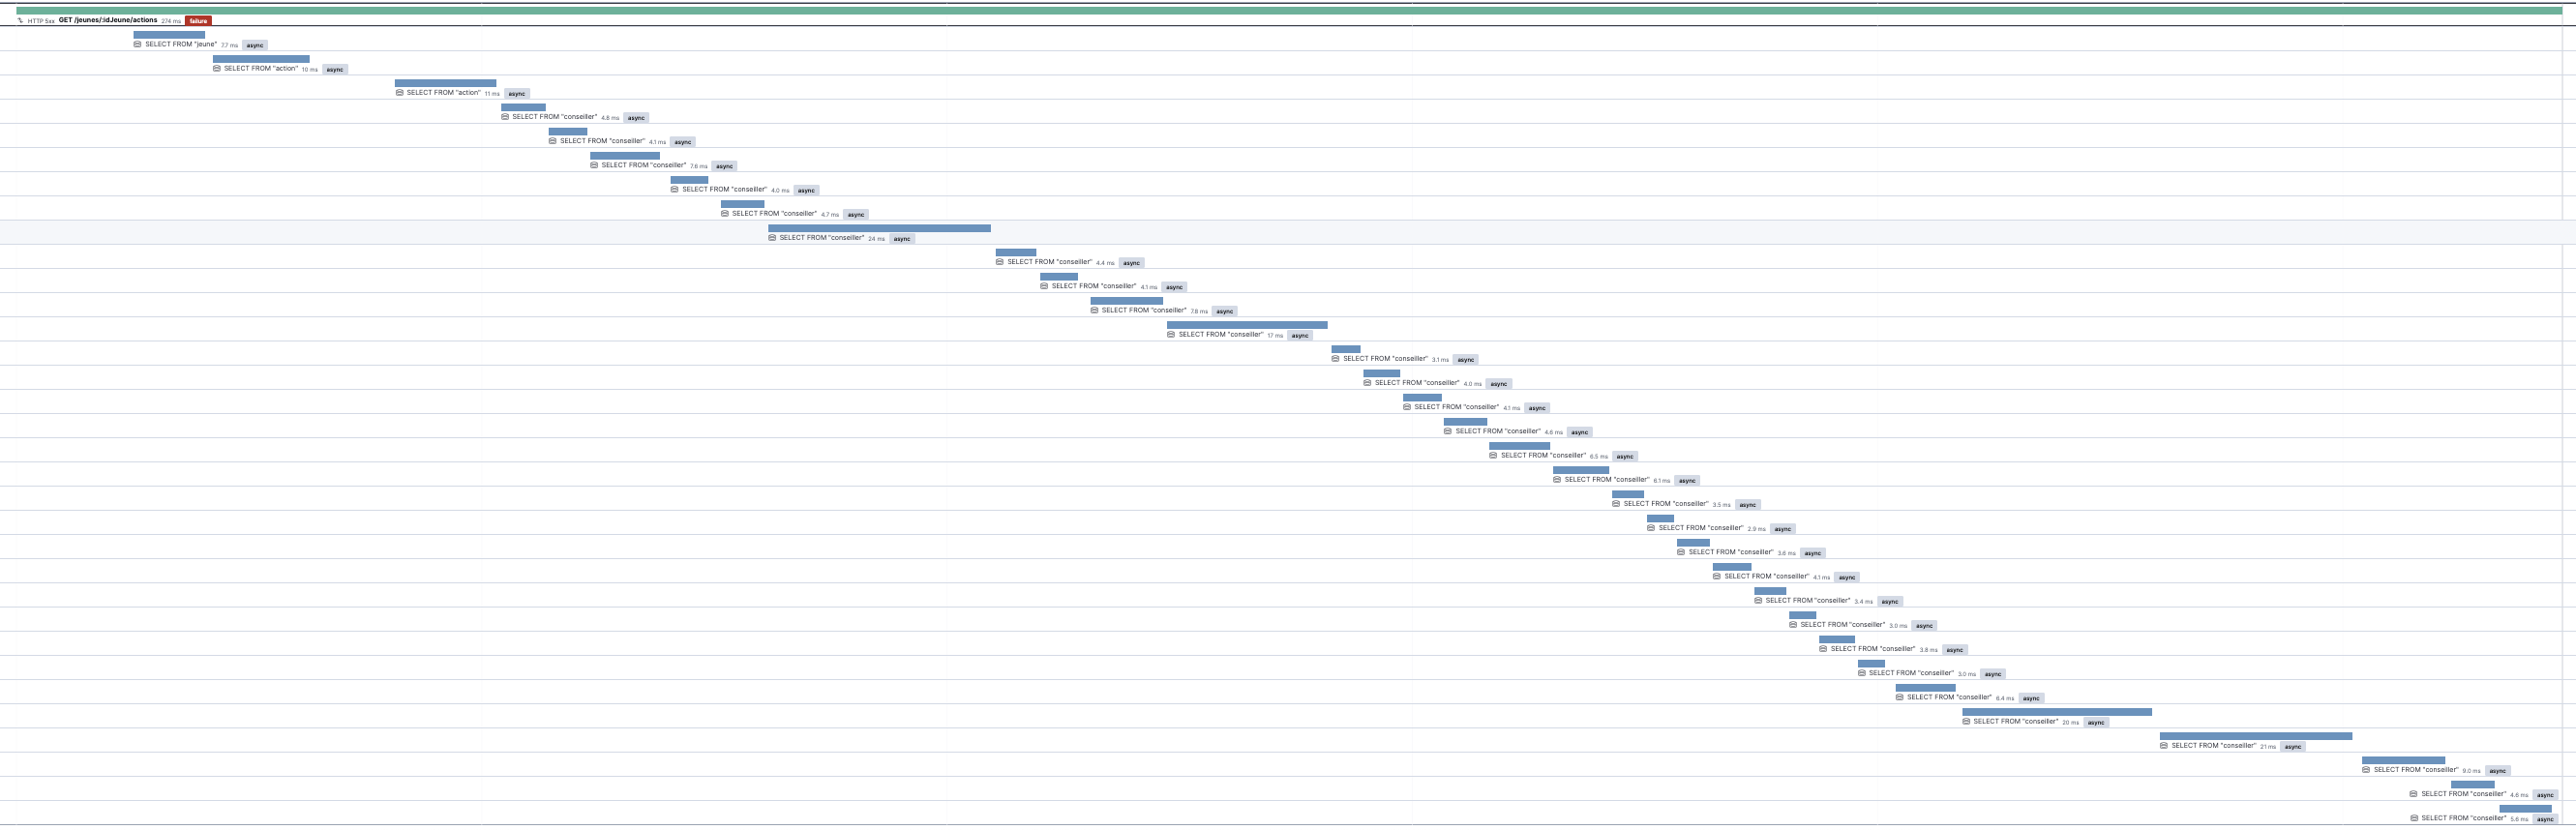 HTTP 5xx GET /jeunes/:idJeune/actions 274 ms failure
SELECT FROM "jeune" 7.7 ms async
SELECT FROM "action" 10 ms async
SELECT FROM "action" 11 ms async
SELECT FROM "conseiller" 4.8 ms async
SELECT FROM "conseiller" 4.1 ms async
SELECT FROM "conseiller" 7.6 ms async
SELECT FROM "conseiller" 4.0 ms async
SELECT FROM "conseiller" 4.7 ms async
SELECT FROM "conseiller" 24 ms async
SELECT FROM "conseiller" 4.4 ms async
SELECT FROM "conseiller" 4.1 ms async
SELECT FROM "conseiller" 7.8 ms async
SELECT FROM "conseiller" 17 ms async
SELECT FROM "conseiller" 3.1 ms async
SELECT FROM "conseiller" 4.0 ms async
SELECT FROM "conseiller" 4.1 ms async
SELECT FROM "conseiller" 4.6 ms async
SELECT FROM "conseiller" 6.5 ms async
SELECT FROM "conseiller" 6.1 ms async
SELECT FROM "conseiller" 3.5 ms async
SELECT FROM "conseiller" 2.9 ms async
SELECT FROM "conseiller" 3.6 ms async
SELECT FROM "conseiller" 4.1 ms async
SELECT FROM "conseiller" 3.4 ms async
SELECT FROM "conseiller" 3.0 ms async
SELECT FROM "conseiller" 3.8 ms async
SELECT FROM "conseiller" 3.0 ms async
SELECT FROM "conseiller" 6.4 ms async
SELECT FROM "conseiller" 20 ms async
SELECT FROM "conseiller" 21 ms async
SELECT FROM "conseiller" 9.0 ms async
SELECT FROM "conseiller" 4.6 ms async
SELECT FROM "conseiller" 5.6 ms async